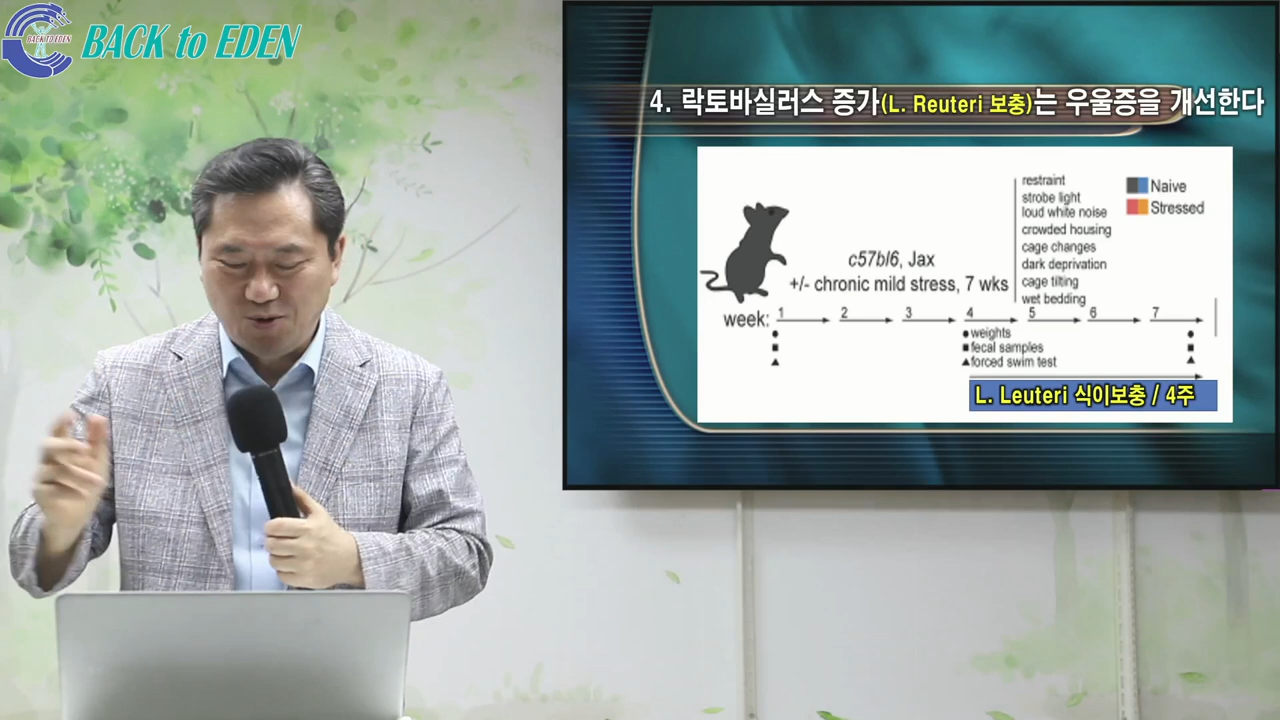 BACK TO EDEN
BACK to EDEN
4. 락토바실러스 증가(L. Reuteri 보충)는 우울증을 개선한다
restraint
strobe light
loud white noise
crowded housing
cage changes
dark deprivation
cage tilting
wet bedding
Naive
Stressed
c57bl6, Jax
+/- chronic mild stress, 7 wks
week: 1 2 3 4 5 6 7
weights
fecal samples
forced swim test
L. Leuteri 식이보충 / 4주